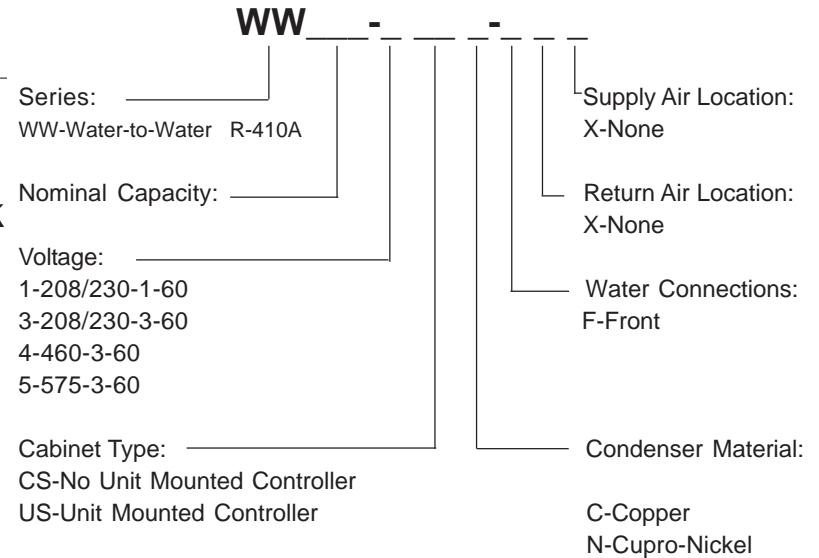 WW___-_ __ _-_ _ _
Series:
WW-Water-to-Water R-410A
Nominal Capacity:
Voltage:
1-208/230-1-60
3-208/230-3-60
4-460-3-60
5-575-3-60
Cabinet Type:
CS-No Unit Mounted Controller
US-Unit Mounted Controller
Supply Air Location:
X-None
Return Air Location:
X-None
Water Connections:
F-Front
Condenser Material:
C-Copper
N-Cupro-Nickel